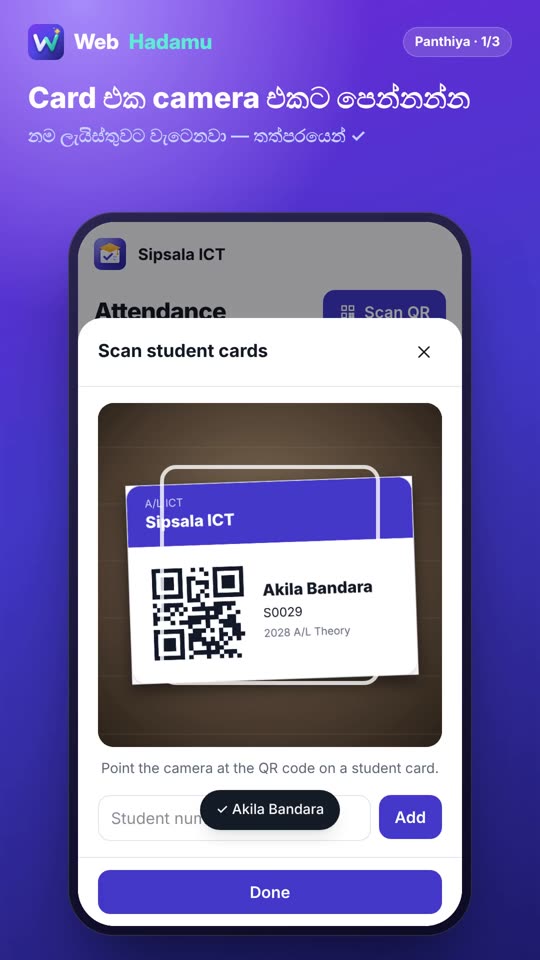 Web Hadamu
Panthiya · 1/3
Card එක camera එකට පෙන්නන්න
නම ලැයිස්තුවට වැටෙනවා — තත්පරයෙන් ✓
Sipsala ICT
Attendance
Scan QR
Scan student cards
A/L ICT
Sipsala ICT
Akila Bandara
S0029
2028 A/L Theory
Point the camera at the QR code on a student card.
Student num
✓ Akila Bandara
Add
Done